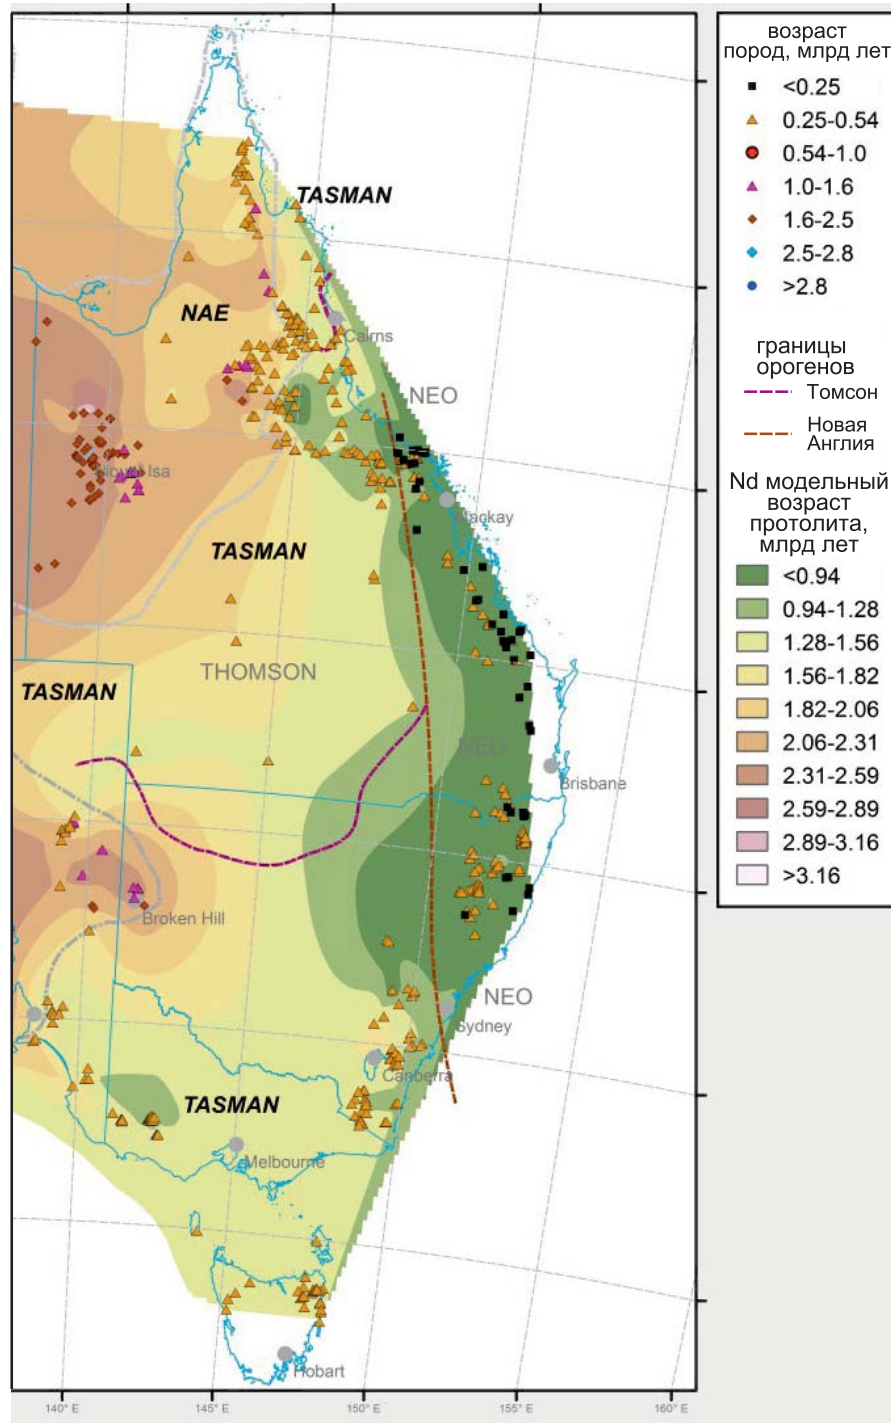 TASMAN
NAE
Cairns
NEO
Mount Isa
Mackay
TASMAN
THOMSON
TASMAN
NEO
Brisbane
Broken Hill
NEO
Sydney
Canberra
TASMAN
Melbourne
Hobart
140° E
145° E
150° E
155° E
160° E
возраст
пород, млрд лет
<0.25
0.25-0.54
0.54-1.0
1.0-1.6
1.6-2.5
2.5-2.8
>2.8
границы
орогенов
Томсон
Новая
Англия
Nd модельный
возраст
протолита,
млрд лет
<0.94
0.94-1.28
1.28-1.56
1.56-1.82
1.82-2.06
2.06-2.31
2.31-2.59
2.59-2.89
2.89-3.16
>3.16